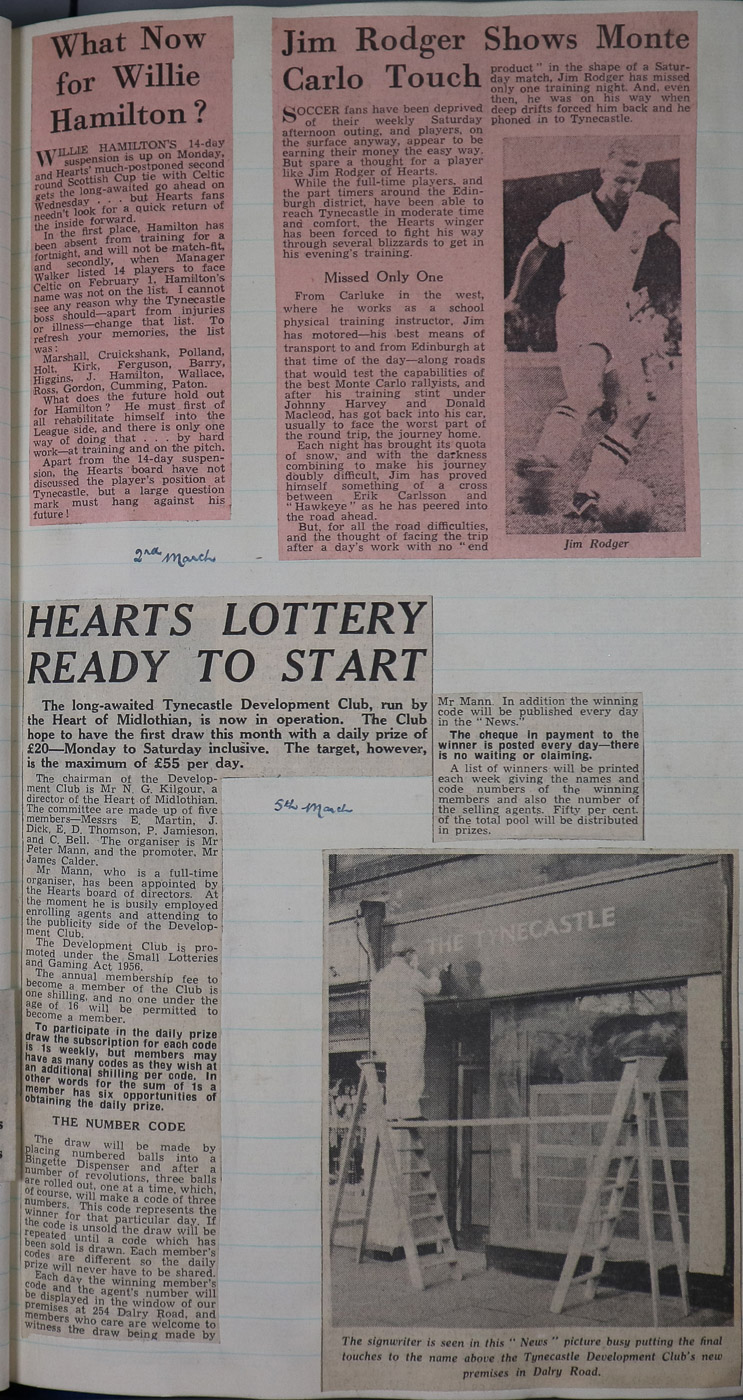 What Now
for Willie
Hamilton?
WILLIE HAMILTON'S 14-day
suspension is up on Monday,
and Hearts' much-postponed second
round Scottish Cup tie with Celtic
gets the long-awaited go ahead on
Wednesday . . . but Hearts fans
needn't look for a quick return of
the inside forward.
In the first place, Hamilton has
been absent from training for a
fortnight, and will not be match-fit,
and secondly, when Manager
Walker listed 14 players to face
Celtic on February 1, Hamilton's
name was not on the list. I cannot
see any reason why the Tynecastle
boss should—apart from injuries
or illness—change that list. To
refresh your memories, the list
was:
Marshall, Cruickshank, Polland,
Holt, Kirk, Ferguson, Barry,
Higgins, J. Hamilton, Wallace,
Ross, Gordon, Cumming, Paton.
What does the future hold out
for Hamilton? He must first of
all rehabilitate himself into the
League side, and there is only one
way of doing that . . . by hard
work—at training and on the pitch.
Apart from the 14-day suspen-
sion, the Hearts board have not
discussed the player's position at
Tynecastle, but a large question
mark must hang against his
future!
2nd March
Jim Rodger Shows Monte
Carlo Touch
SOCCER fans have been deprived
of their weekly Saturday
afternoon outing, and players, on
the surface anyway, appear to be
earning their money the easy way.
But spare a thought for a player
like Jim Rodger of Hearts.
While the full-time players, and
the part timers around the Edin-
burgh district, have been able to
reach Tynecastle in moderate time
and comfort, the Hearts winger
has been forced to fight his way
through several blizzards to get in
his evening's training.
Missed Only One
From Carluke in the west,
where he works as a school
physical training instructor, Jim
has motored—his best means of
transport to and from Edinburgh at
that time of the day—along roads
that would test the capabilities of
the best Monte Carlo rallyists, and
after his training stint under
Johnny Harvey and Donald
Macleod, has got back into his car,
usually to face the worst part of
the round trip, the journey home.
Each night has brought its quota
of snow, and with the darkness
combining to make his journey
doubly difficult, Jim has proved
himself something of a cross
between Erik Carlsson and
"Hawkeye" as he has peered into
the road ahead.
But, for all the road difficulties,
and the thought of facing the trip
after a day's work with no "end
product" in the shape of a Satur-
day match, Jim Rodger has missed
only one training night. And, even
then, he was on his way when
deep drifts forced him back and he
phoned in to Tynecastle.
Jim Rodger
HEARTS LOTTERY
READY TO START
The long-awaited Tynecastle Development Club, run by
the Heart of Midlothian, is now in operation. The Club
hope to have the first draw this month with a daily prize of
£20—Monday to Saturday inclusive. The target, however,
is the maximum of £55 per day.
The chairman of the Develop-
ment Club is Mr N. G. Kilgour, a
director of the Heart of Midlothian.
The committee are made up of five
members—Messrs E. Martin, J.
Dick, E. D. Thomson, P. Jamieson,
and C. Bell. The organiser is Mr
Peter Mann, and the promoter, Mr
James Calder.
Mr Mann, who is a full-time
organiser, has been appointed by
the Hearts board of directors. At
the moment he is busily employed
enrolling agents and attending to
the publicity side of the Develop-
ment Club.
The Development Club is pro-
moted under the Small Lotteries
and Gaming Act 1956.
The annual membership fee to
become a member of the Club is
one shilling, and no one under the
age of 16 will be permitted to
become a member.
To participate in the daily prize
draw the subscription for each code
is 1s weekly, but members may
have as many codes as they wish at
an additional shilling per code. In
other words for the sum of 1s a
member has six opportunities of
obtaining the daily prize.
THE NUMBER CODE
The draw will be made by
placing numbered balls into a
Bingette Dispenser and after a
number of revolutions, three balls
are rolled out, one at a time, which,
of course, will make a code of three
numbers. This code represents the
winner for that particular day. If
the code is unsold the draw will be
repeated until a code which has
been sold is drawn. Each member's
codes are different so the daily
prize will never have to be shared.
Each day the winning member's
code and the agent's number will
be displayed in the window of our
premises at 254 Dalry Road, and
members who care are welcome to
witness the draw being made by
Mr Mann. In addition the winning
code will be published every day
in the "News."
The cheque in payment to the
winner is posted every day—there
is no waiting or claiming.
A list of winners will be printed
each week giving the names and
code numbers of the winning
members and also the number of
the selling agents. Fifty per cent.
of the total pool will be distributed
in prizes.
5th March
THE TYNECASTLE
The signwriter is seen in this "News" picture busy putting the final
touches to the name above the Tynecastle Development Club's new
premises in Dalry Road.